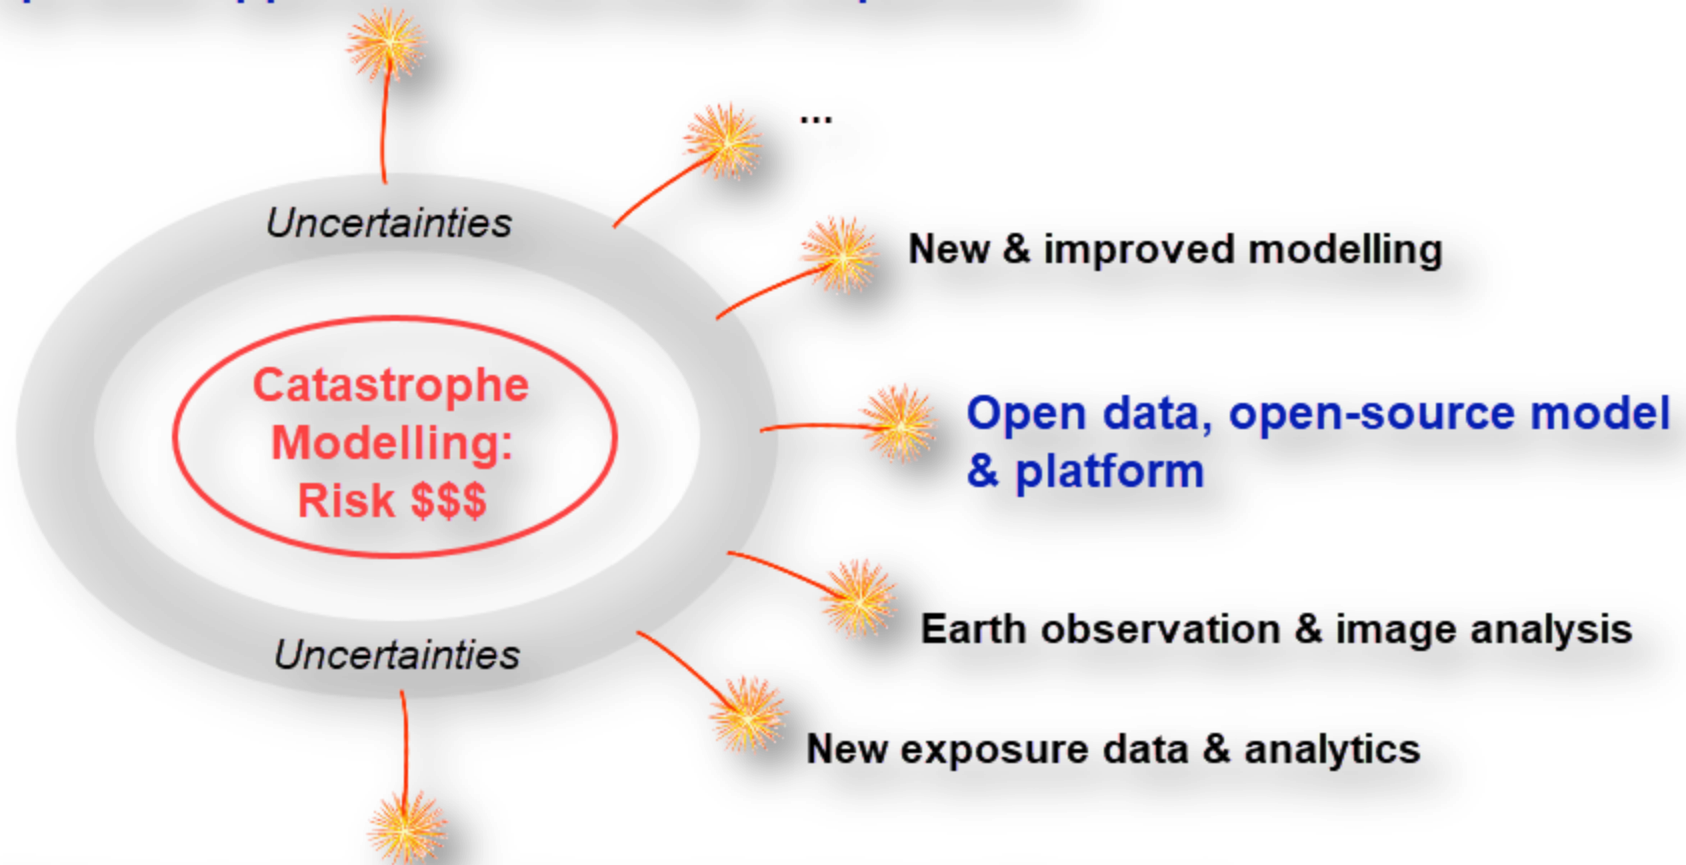 ...
Uncertainties
New & improved modelling
Catastrophe
Modelling:
Risk $$$
Open data, open-source model
& platform
Earth observation & image analysis
Uncertainties
New exposure data & analytics